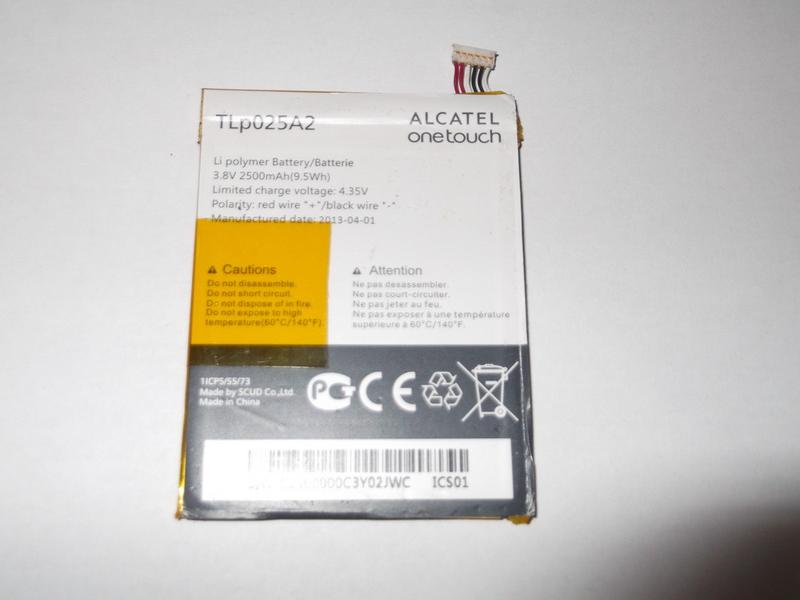 TLp025A2
ALCATEL
onetouch
Li polymer Battery/Batterie
3.8V 2500mAh(9.5Wh)
Limited charge voltage: 4.35V
Polarity: red wire "+"/black wire "-"
Manufactured date: 2013-04-01
Cautions
Do not disassemble.
Do not short circuit.
Do not dispose of in fire.
Do not expose to high
temperature(60°C/140°F).
Attention
Ne pas desassembler.
Ne pas court-circuiter.
Ne pas jeter au feu.
Ne pas exposer à une température
supérieure à 60°C/140°F.
1ICP5/55/73
Made by SCUD Co.,Ltd.
Made in China
PCT CE
ICS01